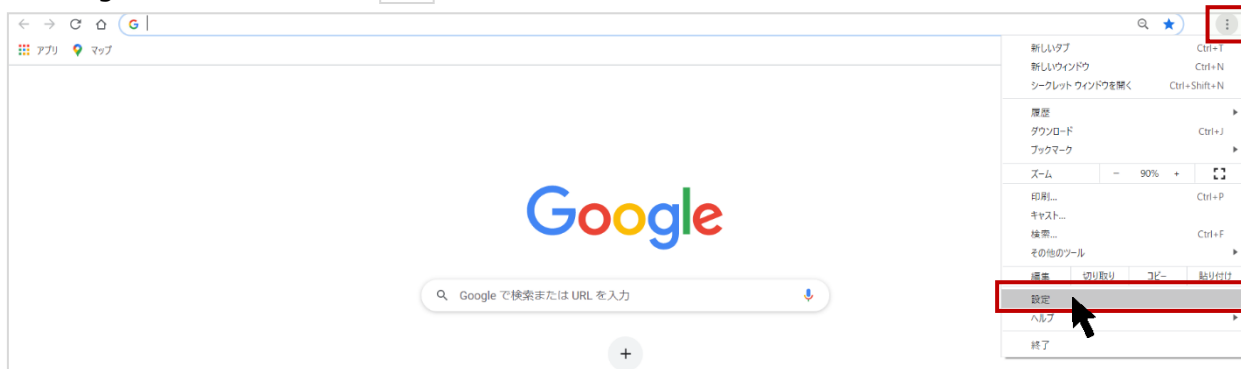 G
アプリ マップ
新しいタブ Ctrl+T
新しいウィンドウ Ctrl+N
シークレット ウィンドウを開く Ctrl+Shift+N
履歴
ダウンロード Ctrl+J
ブックマーク
ズーム - 90% +
印刷... Ctrl+P
キャスト...
検索... Ctrl+F
その他のツール
編集 切り取り コピー 貼り付け
設定
ヘルプ
終了
Google
Google で検索または URL を入力
+